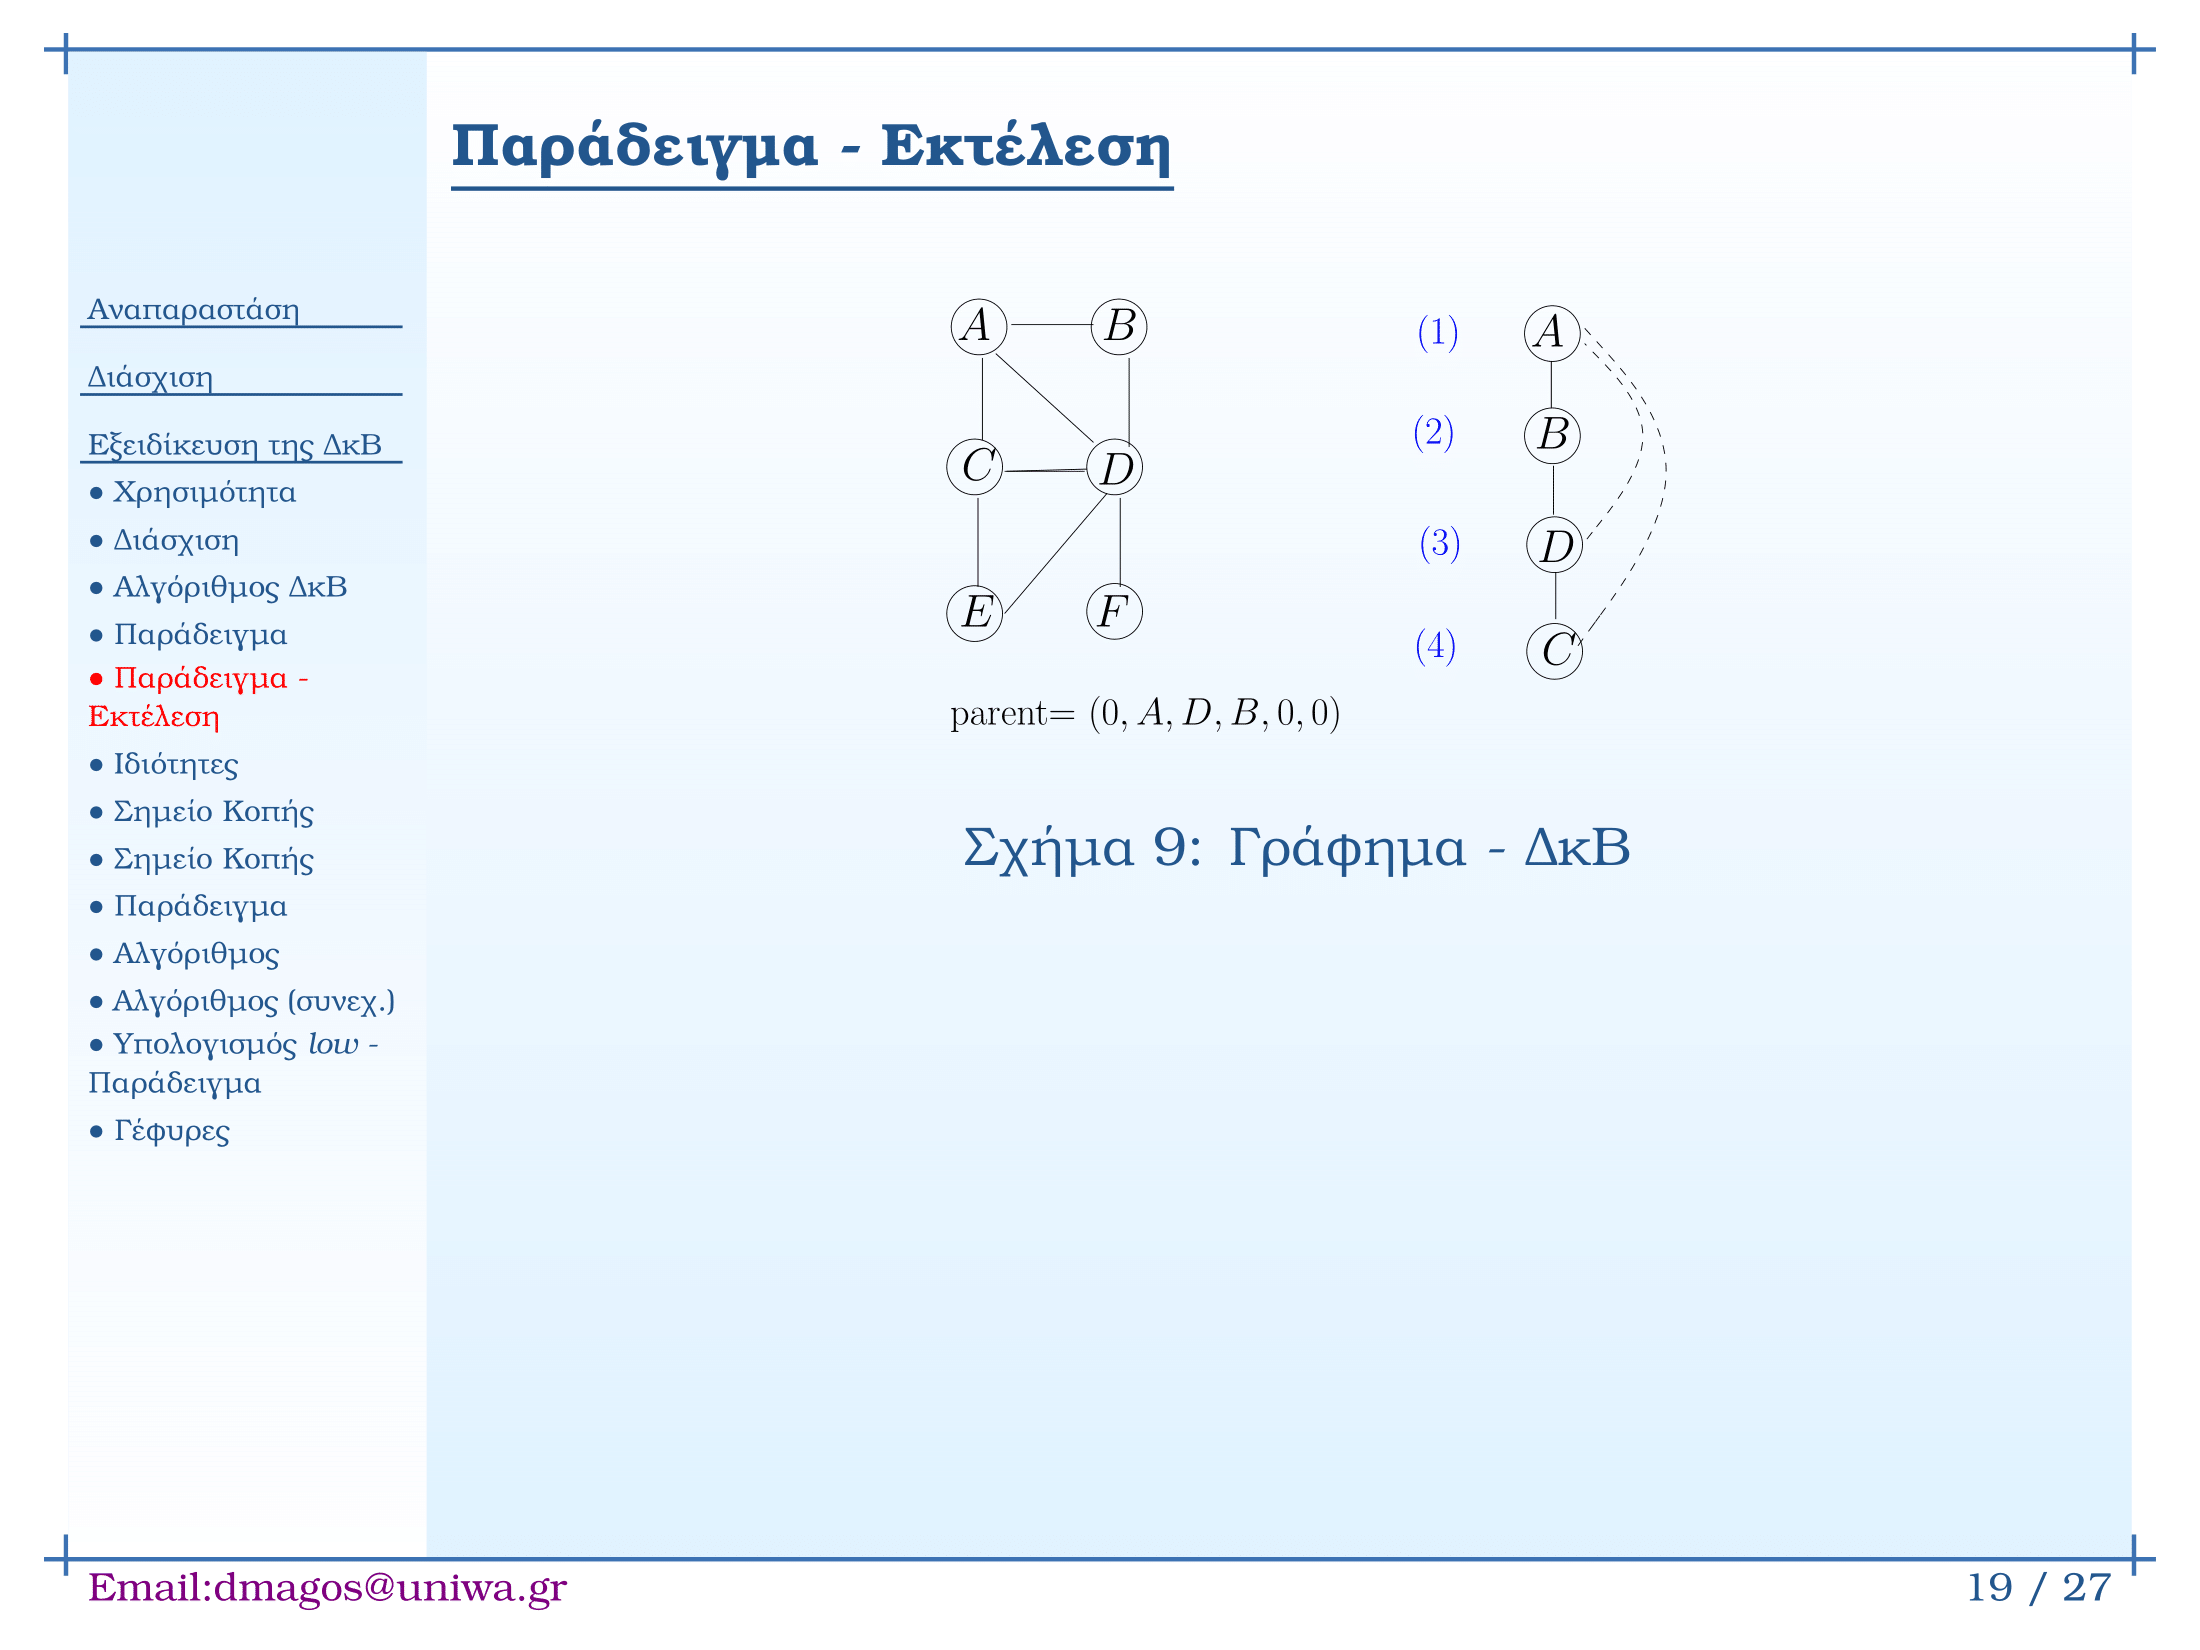 Παράδειγμα - Εκτέλεση
Αναπαραστάση
Διάσχιση
Εξειδίκευση της ΔκΒ
• Χρησιμότητα
• Διάσχιση
• Αλγόριθμος ΔκΒ
• Παράδειγμα
• Παράδειγμα -
Εκτέλεση
• Ιδιότητες
• Σημείο Κοπής
• Σημείο Κοπής
• Παράδειγμα
• Αλγόριθμος
• Αλγόριθμος (συνεχ.)
• Υπολογισμός low -
Παράδειγμα
• Γέφυρες
A B
C D
E F
parent= (0, A, D, B, 0, 0)
(1) A
(2) B
(3) D
(4) C
Σχήμα 9: Γράφημα - ΔκΒ
Email:dmagos@uniwa.gr
19 / 27